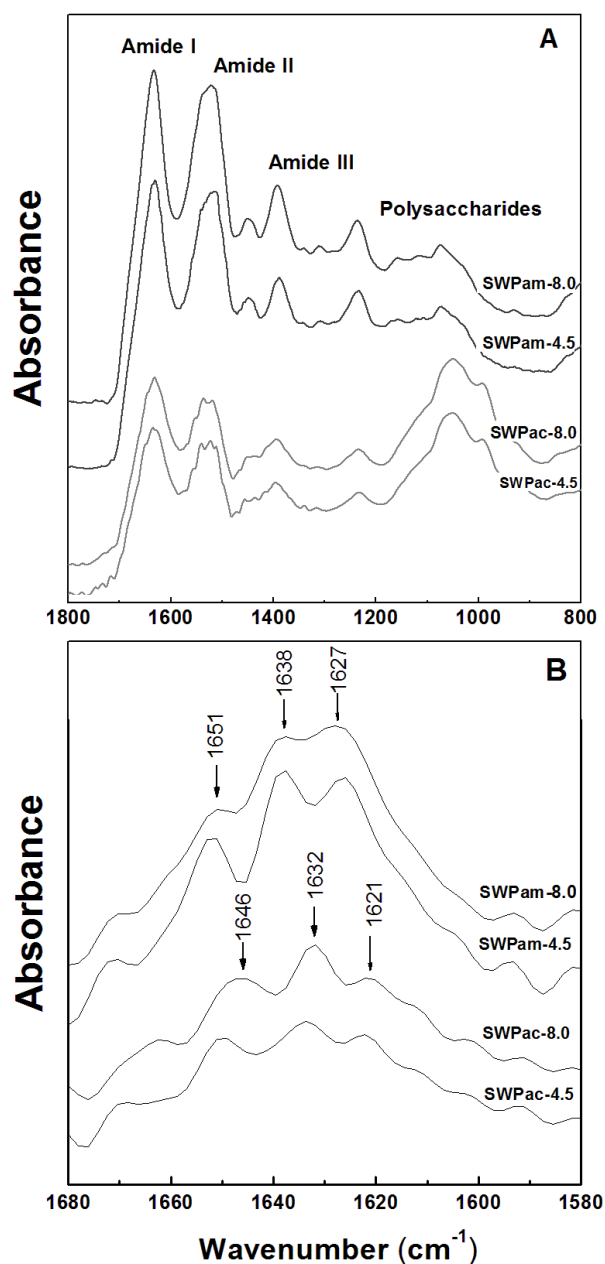 A
Amide I
Amide II
Amide III
Polysaccharides
Absorbance
SWPam-8.0
SWPam-4.5
SWPac-8.0
SWPac-4.5
1800 1600 1400 1200 1000 800
B
1638
1627
1651
SWPam-8.0
1632
1621
1646
SWPam-4.5
Absorbance
SWPac-8.0
SWPac-4.5
1680 1660 1640 1620 1600 1580
Wavenumber (cm⁻¹)